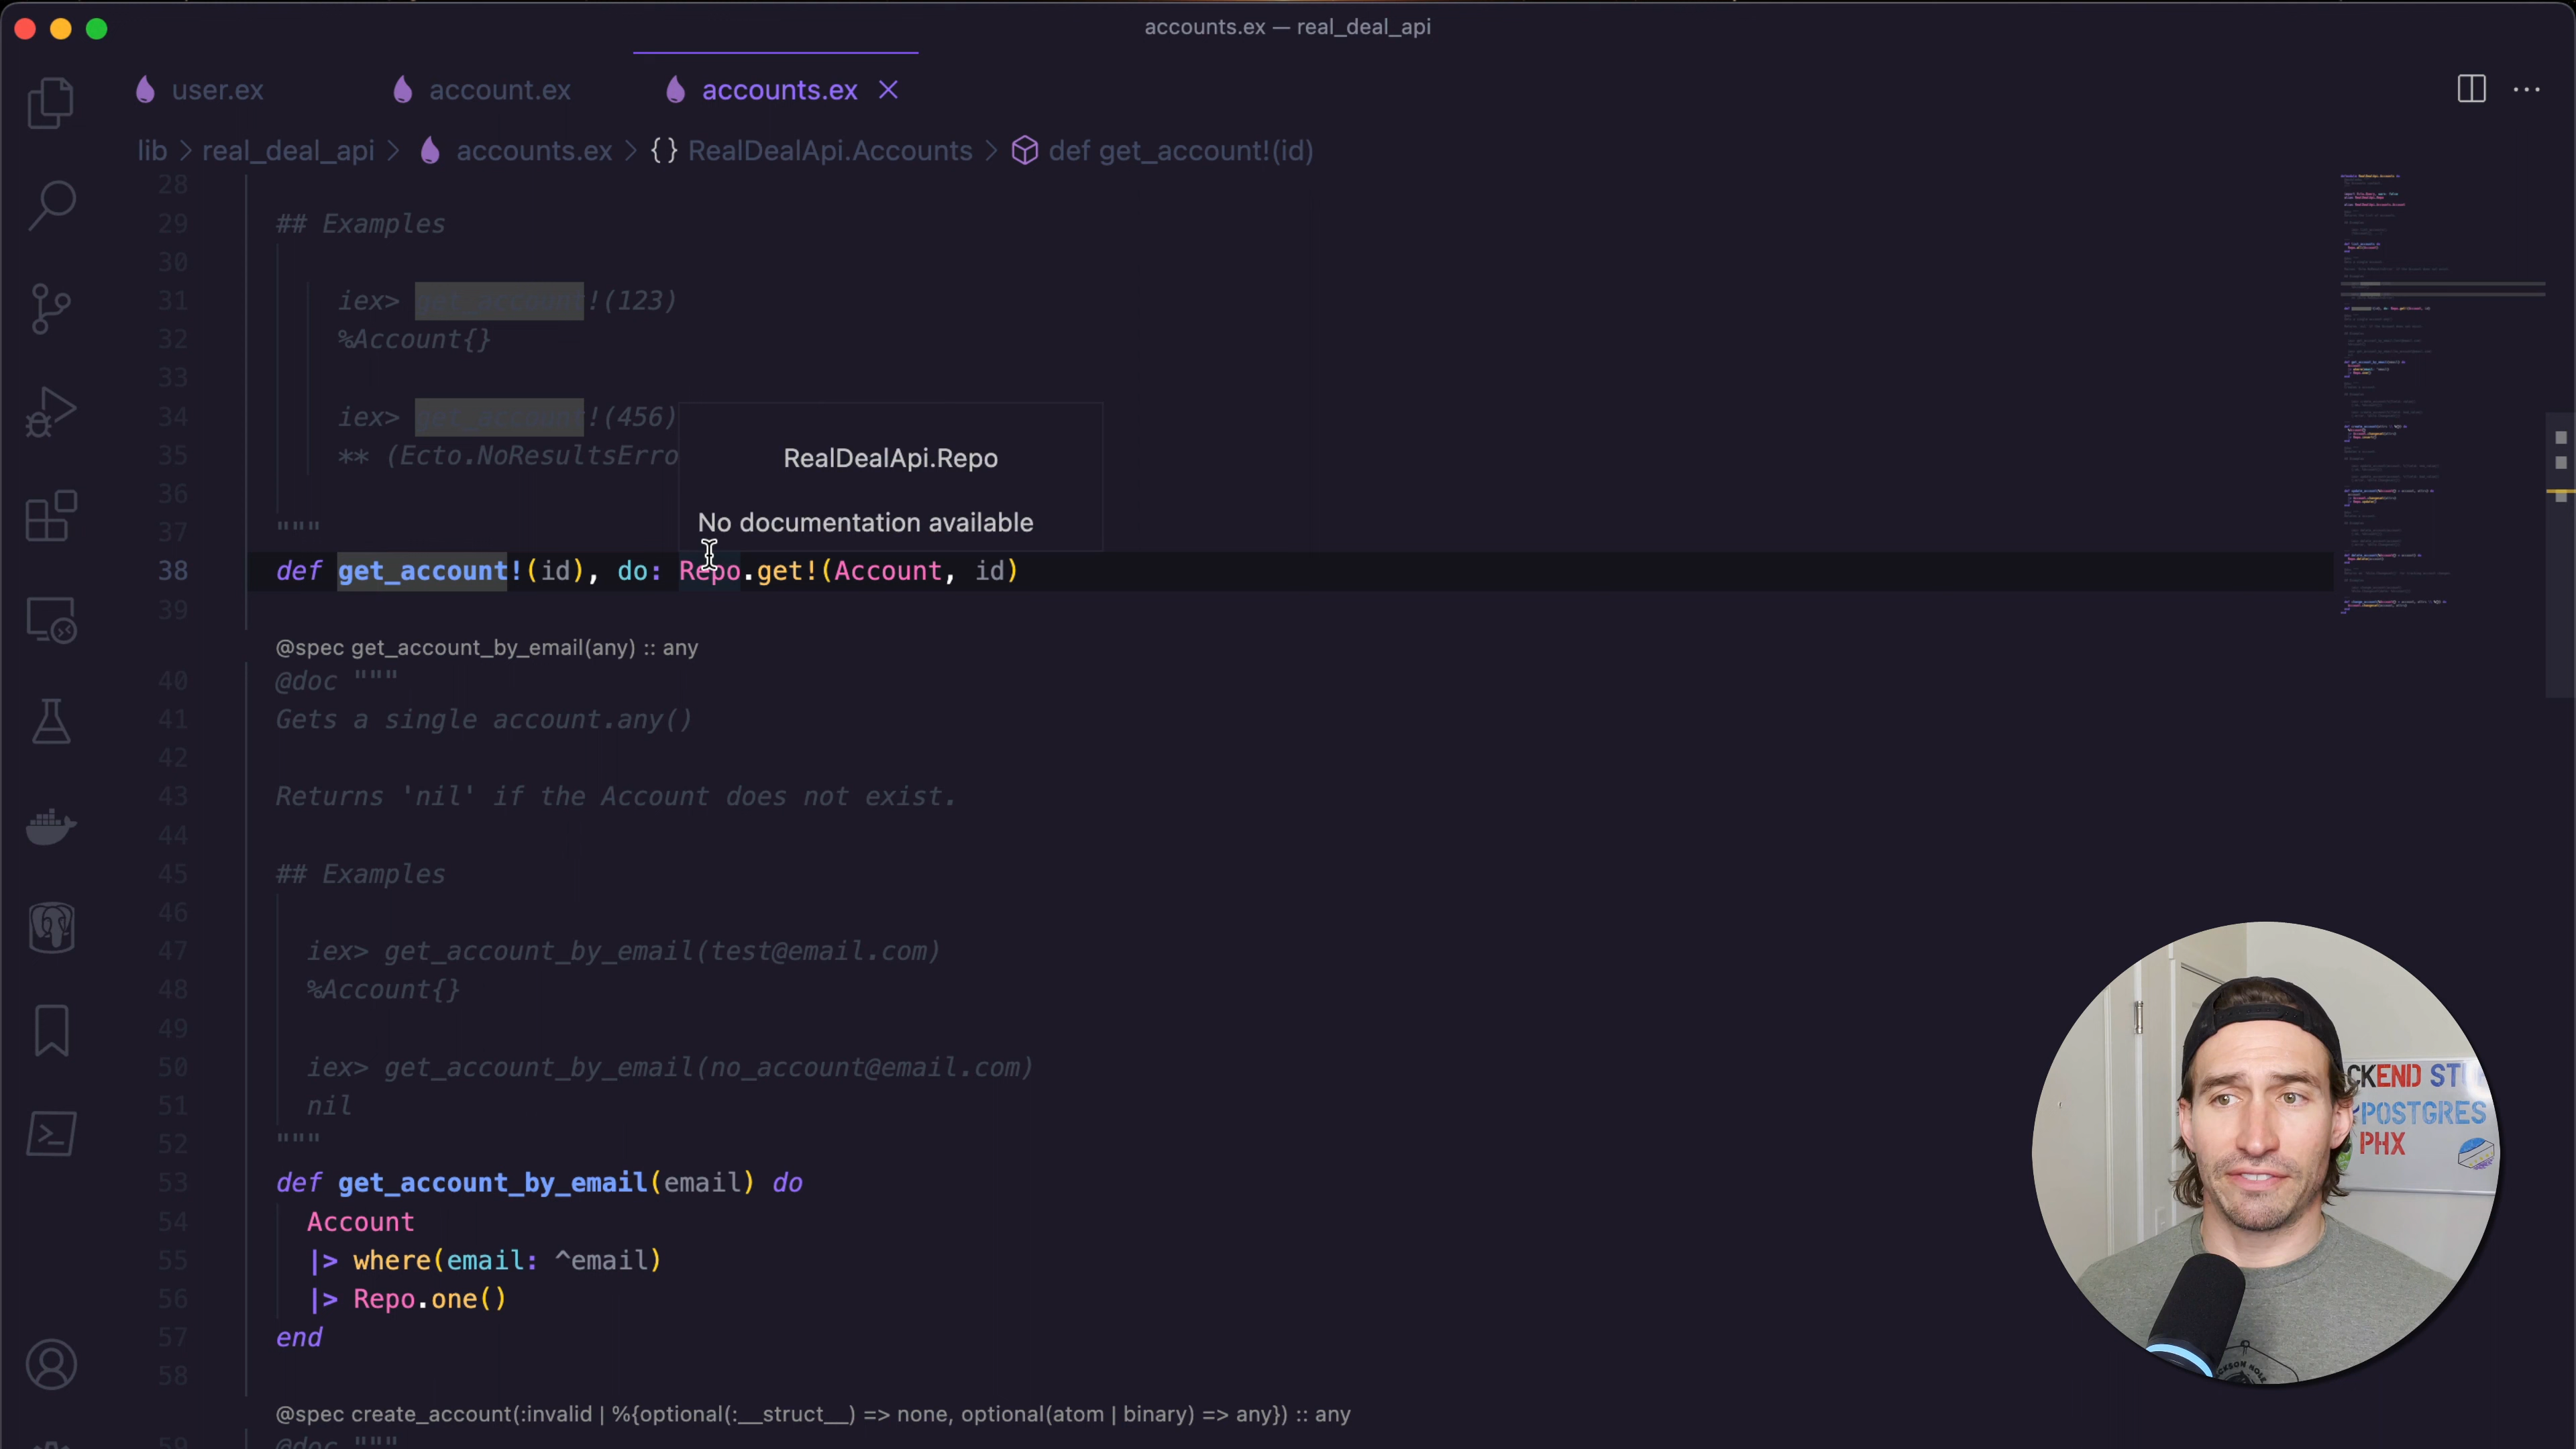 accounts.ex — real_deal_api
user.ex
account.ex
accounts.ex
lib > real_deal_api > accounts.ex > {} RealDealApi.Accounts > def get_account!(id)
28
29 ## Examples
30
31 iex> get_account!(123)
32 %Account{}
33
34 iex> get_account!(456)
35 ** (Ecto.NoResultsErro
36
37 """
RealDealApi.Repo
No documentation available
38 def get_account!(id), do: Repo.get!(Account, id)
39
@spec get_account_by_email(any) :: any
40 @doc """
41 Gets a single account.any()
42
43 Returns 'nil' if the Account does not exist.
44
45 ## Examples
46
47 iex> get_account_by_email(test@email.com)
48 %Account{}
49
50 iex> get_account_by_email(no_account@email.com)
51 nil
52 """
53 def get_account_by_email(email) do
54 Account
55 |> where(email: ^email)
56 |> Repo.one()
57 end
58
@spec create_account(:invalid | %{optional(:__struct__) => none, optional(atom | binary) => any}) :: any
59 @doc """
CKEND ST
POSTGRES
PHX